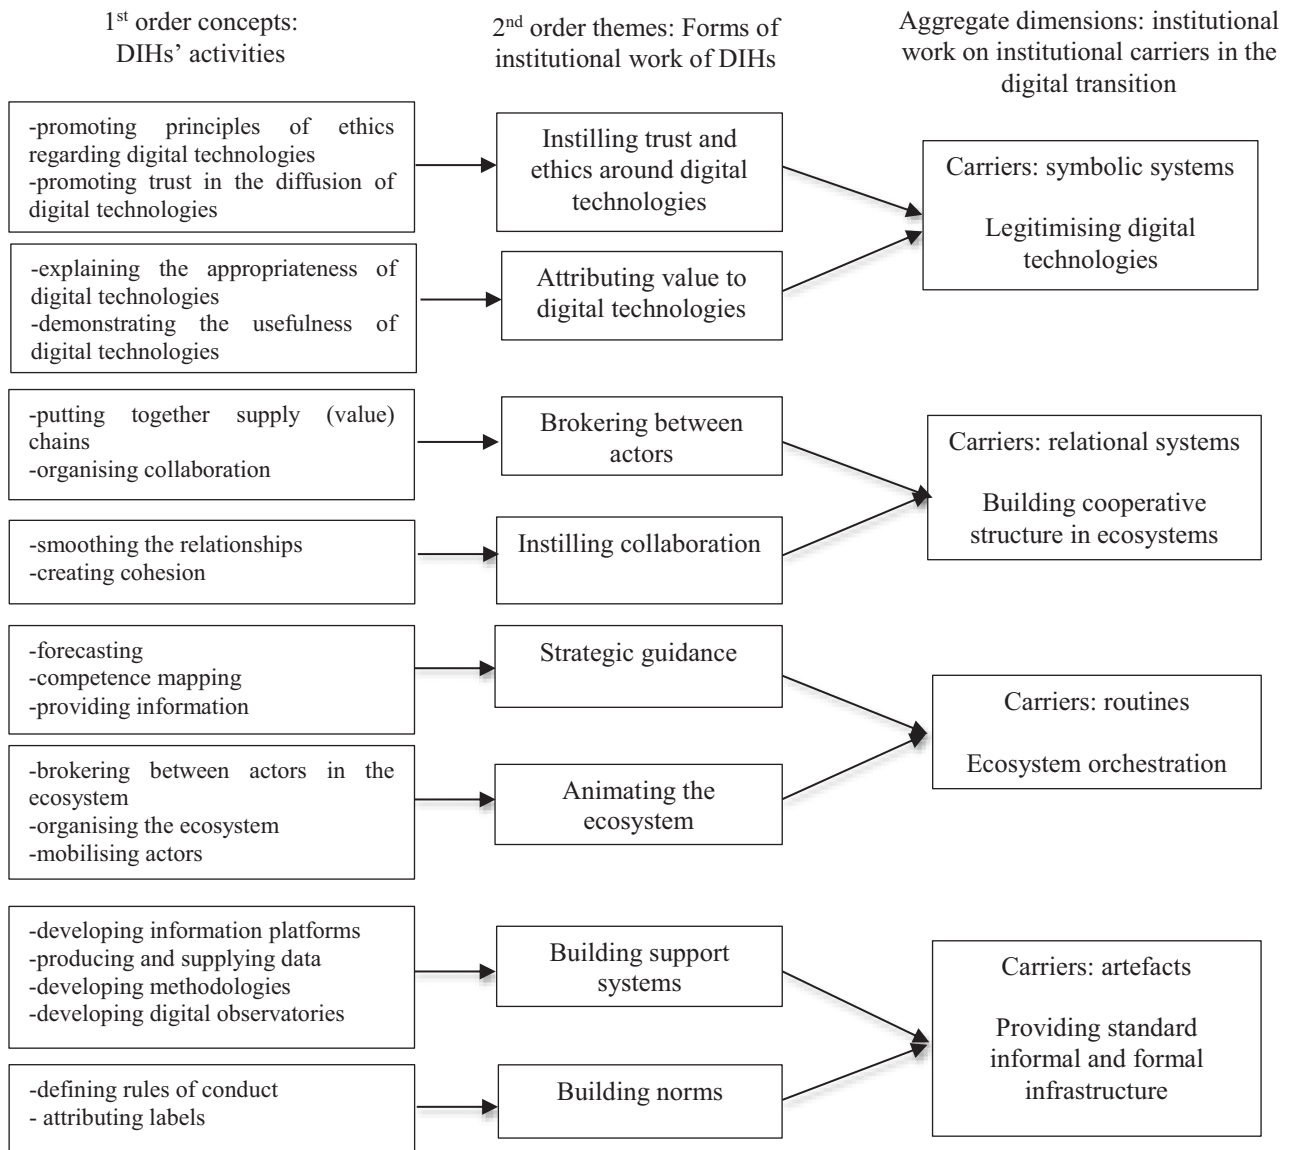 1st order concepts:
DIHs' activities
2nd order themes: Forms of
institutional work of DIHs
Aggregate dimensions: institutional
work on institutional carriers in the
digital transition
-promoting principles of ethics
regarding digital technologies
-promoting trust in the diffusion of
digital technologies
Instilling trust and
ethics around digital
technologies
-explaining the appropriateness of
digital technologies
-demonstrating the usefulness of
digital technologies
Attributing value to
digital technologies
Carriers: symbolic systems
Legitimising digital
technologies
-putting together supply (value)
chains
-organising collaboration
Brokering between
actors
-smoothing the relationships
-creating cohesion
Instilling collaboration
Carriers: relational systems
Building cooperative
structure in ecosystems
-forecasting
-competence mapping
-providing information
Strategic guidance
-brokering between actors in the
ecosystem
-organising the ecosystem
-mobilising actors
Animating the
ecosystem
Carriers: routines
Ecosystem orchestration
-developing information platforms
-producing and supplying data
-developing methodologies
-developing digital observatories
Building support
systems
-defining rules of conduct
- attributing labels
Building norms
Carriers: artefacts
Providing standard
informal and formal
infrastructure